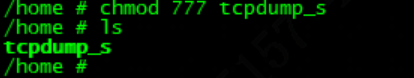 /home # chmod 777 tcpdump_s
/home # ls
tcpdump_s
/home #